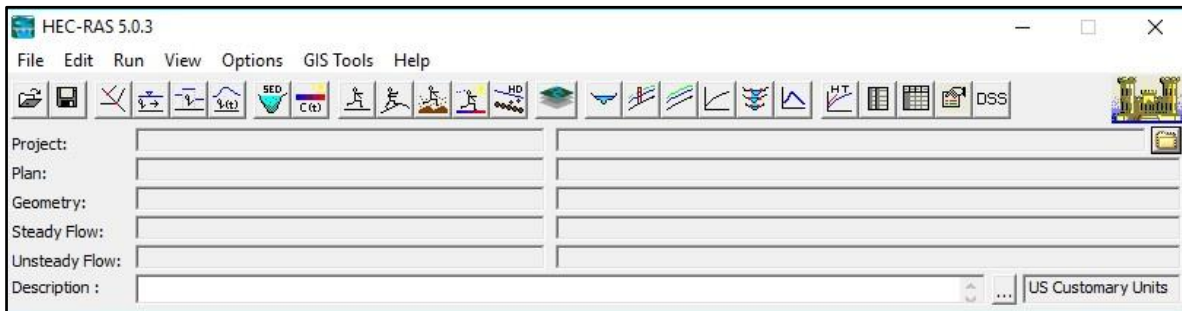 HEC-RAS 5.0.3
File Edit Run View Options GIS Tools Help
SED C(t) HD HT DSS
Project:
Plan:
Geometry:
Steady Flow:
Unsteady Flow:
Description : ... US Customary Units